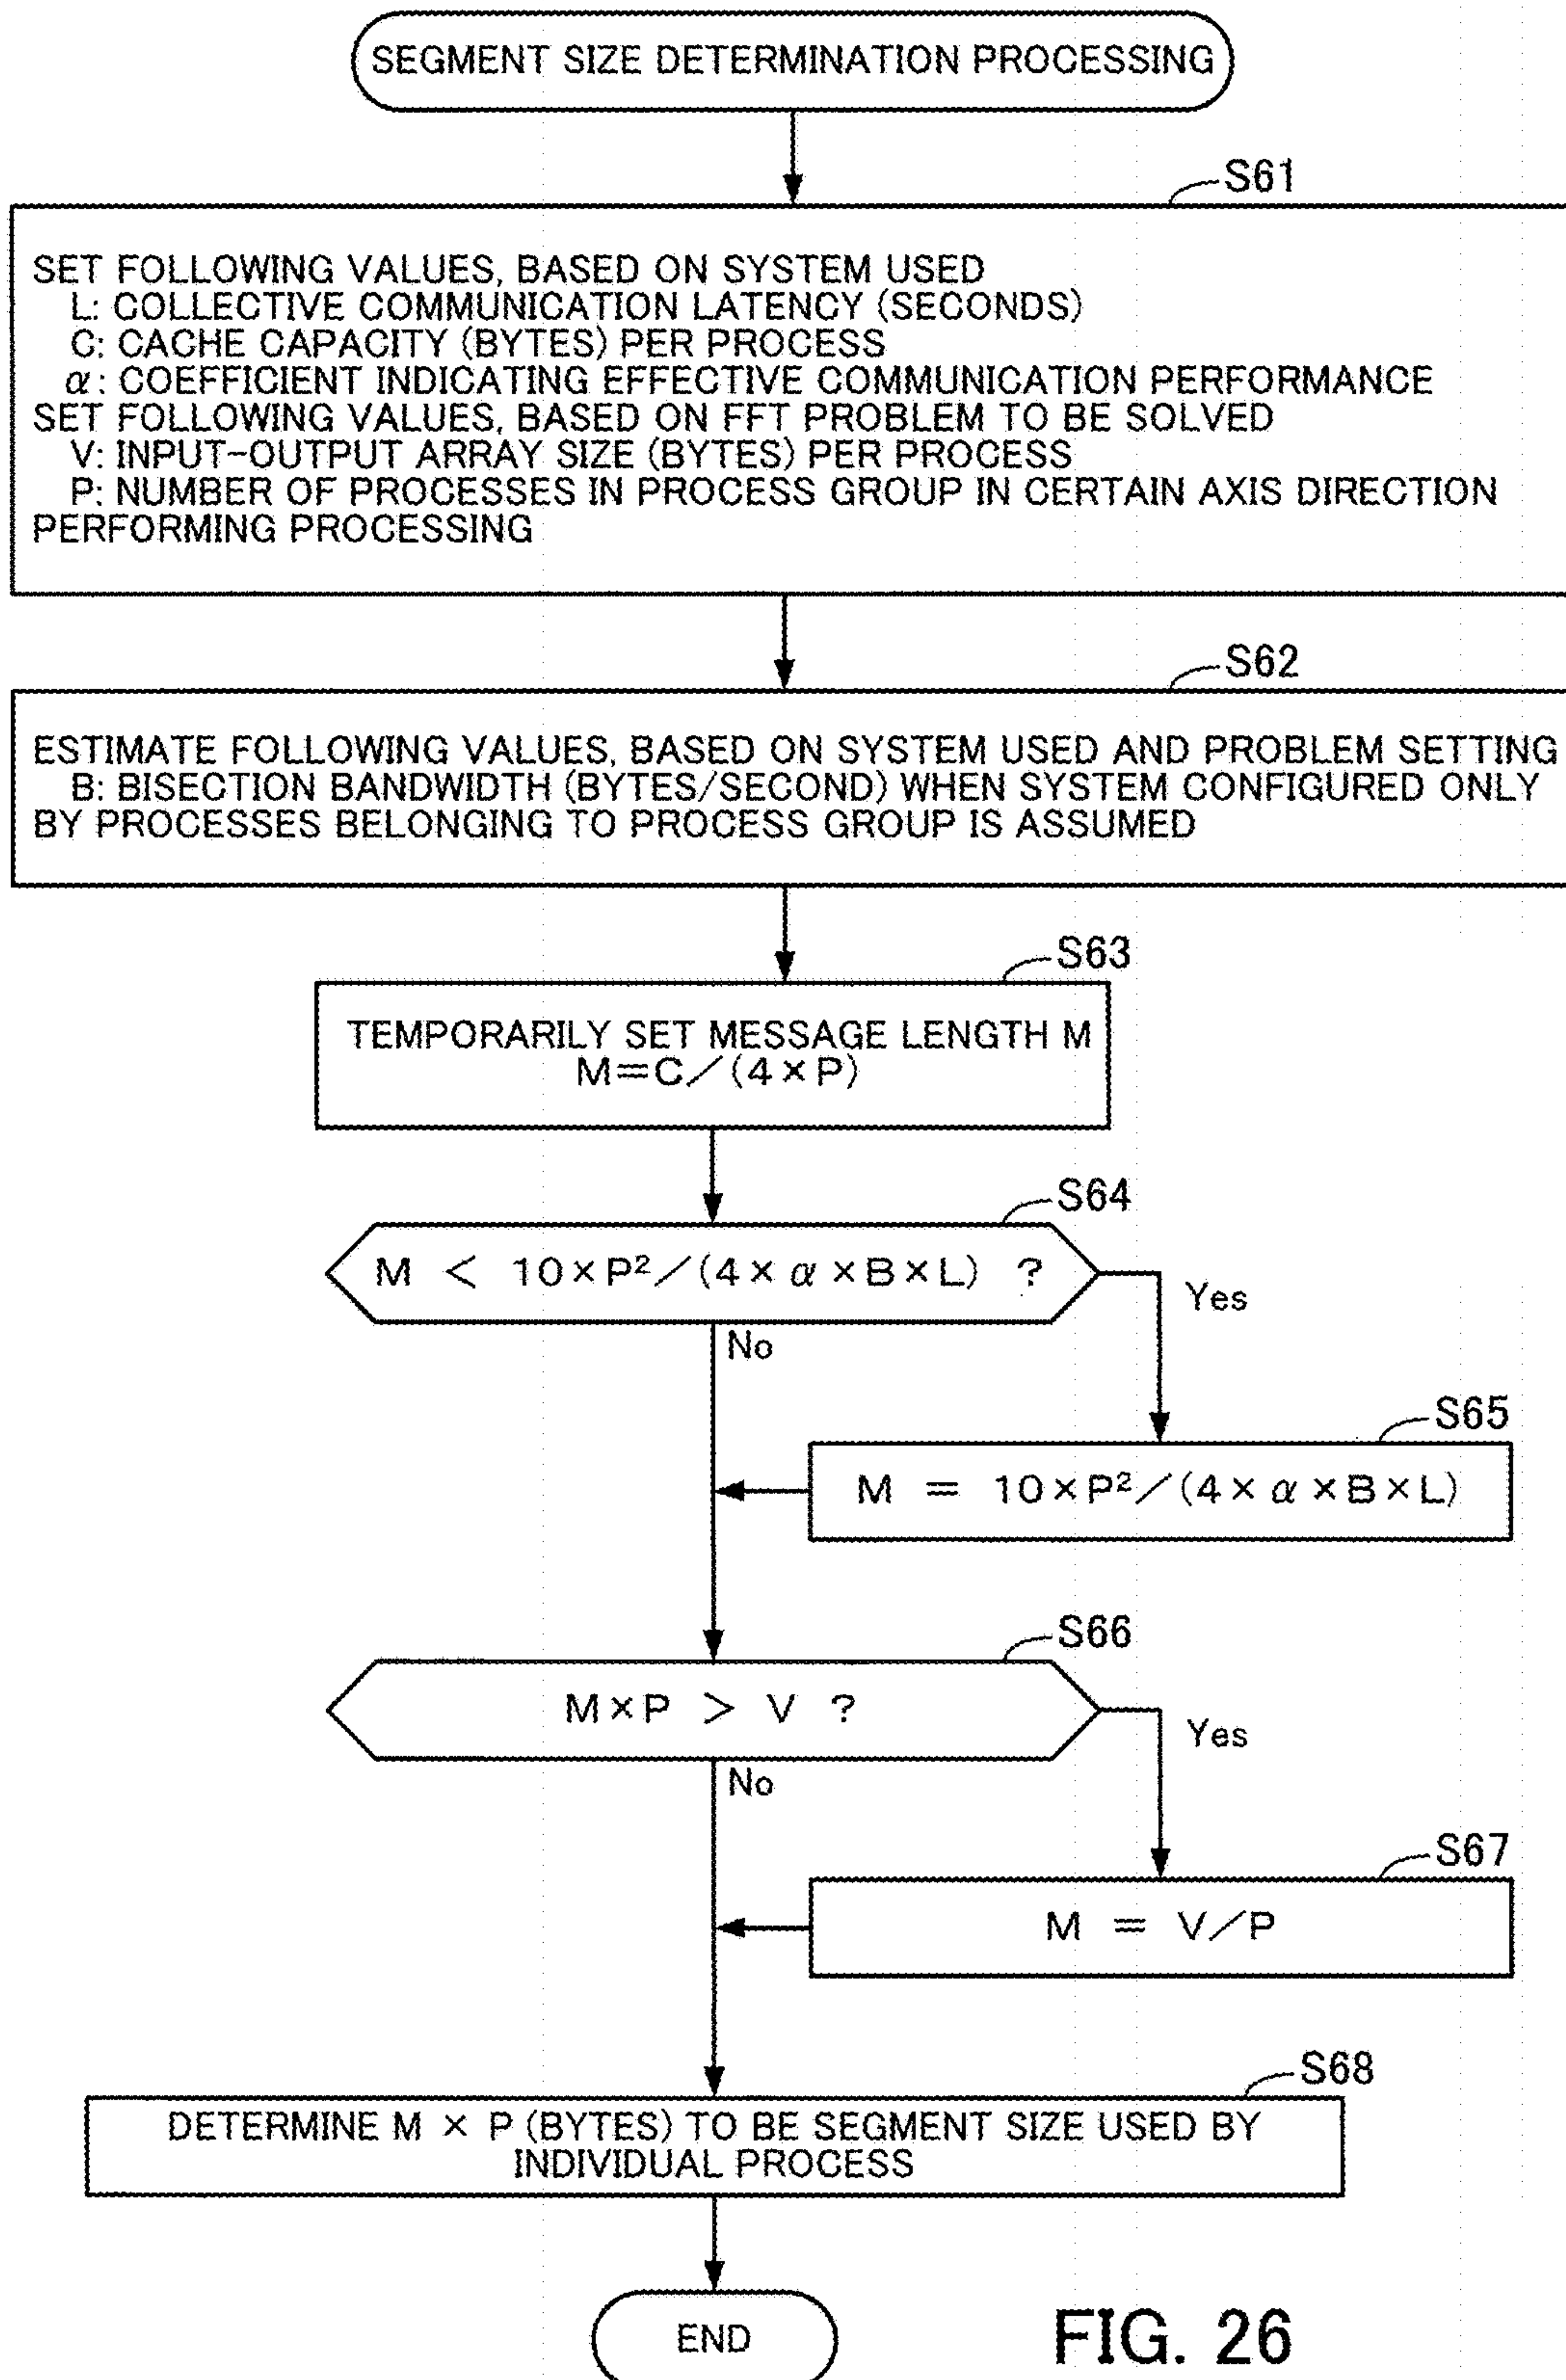 SEGMENT SIZE DETERMINATION PROCESSING
S61
SET FOLLOWING VALUES, BASED ON SYSTEM USED
L: COLLECTIVE COMMUNICATION LATENCY (SECONDS)
C: CACHE CAPACITY (BYTES) PER PROCESS
α: COEFFICIENT INDICATING EFFECTIVE COMMUNICATION PERFORMANCE
SET FOLLOWING VALUES, BASED ON FFT PROBLEM TO BE SOLVED
V: INPUT-OUTPUT ARRAY SIZE (BYTES) PER PROCESS
P: NUMBER OF PROCESSES IN PROCESS GROUP IN CERTAIN AXIS DIRECTION
PERFORMING PROCESSING
S62
ESTIMATE FOLLOWING VALUES, BASED ON SYSTEM USED AND PROBLEM SETTING
B: BISECTION BANDWIDTH (BYTES/SECOND) WHEN SYSTEM CONFIGURED ONLY
BY PROCESSES BELONGING TO PROCESS GROUP IS ASSUMED
S63
TEMPORARILY SET MESSAGE LENGTH M
M=C/(4×P)
S64
M < 10×P²/(4×α×B×L) ?
Yes
No
S65
M = 10×P²/(4×α×B×L)
S66
M×P > V ?
Yes
No
S67
M = V/P
S68
DETERMINE M × P (BYTES) TO BE SEGMENT SIZE USED BY
INDIVIDUAL PROCESS
END
FIG. 26